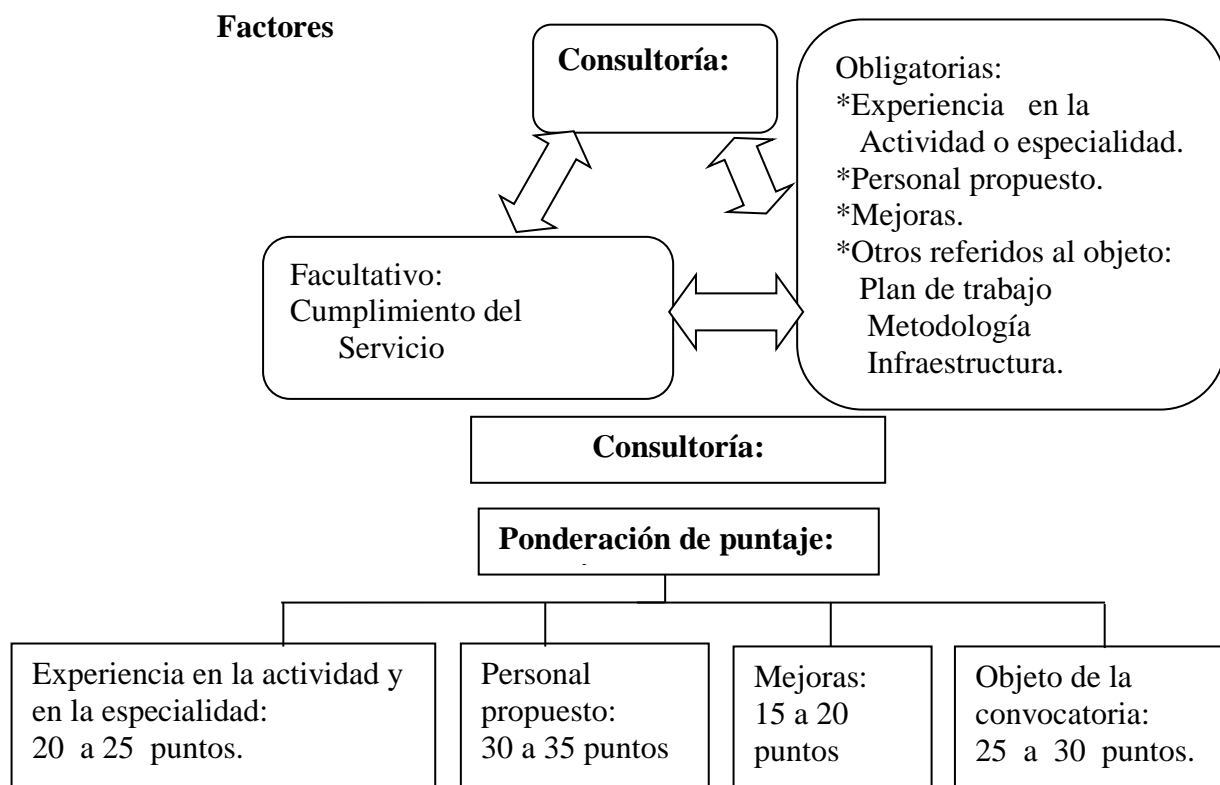 Factores
Consultoría:
Obligatorias:
*Experiencia en la
Actividad o especialidad.
*Personal propuesto.
*Mejoras.
*Otros referidos al objeto:
Plan de trabajo
Metodología
Infraestructura.
Facultativo:
Cumplimiento del
Servicio
Consultoría:
Ponderación de puntaje:
Experiencia en la actividad y
en la especialidad:
20 a 25 puntos.
Personal
propuesto:
30 a 35 puntos
Mejoras:
15 a 20
puntos
Objeto de la
convocatoria:
25 a 30 puntos.